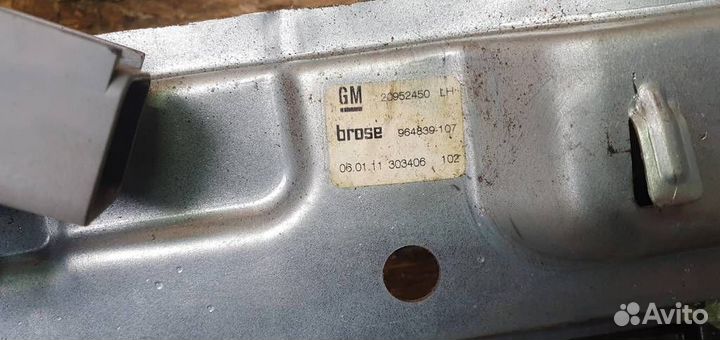 GM 20952450 LH
brose 964839-107
06.01.11 303406 102
Avito